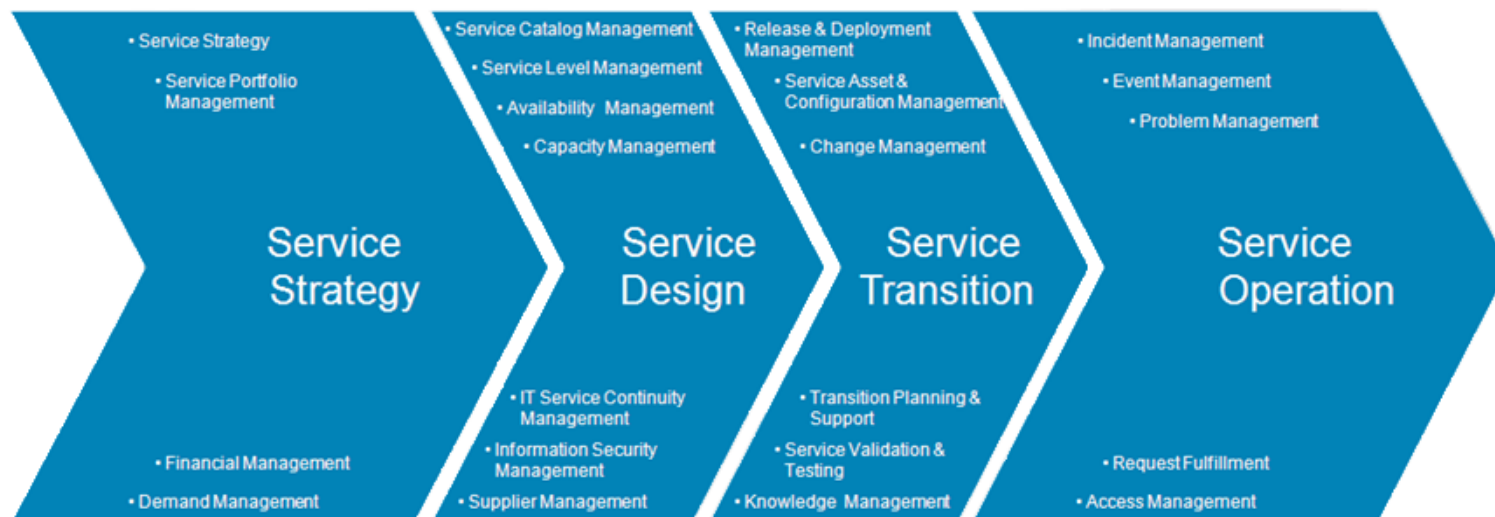 • Service Strategy
• Service Portfolio
Management
Service
Strategy
• Financial Management
• Demand Management
• Service Catalog Management
• Service Level Management
• Availability Management
• Capacity Management
Service
Design
• IT Service Continuity
Management
• Information Security
Management
• Supplier Management
• Release & Deployment
Management
• Service Asset &
Configuration Management
• Change Management
Service
Transition
• Transition Planning &
Support
• Service Validation &
Testing
• Knowledge Management
• Incident Management
• Event Management
• Problem Management
Service
Operation
• Request Fulfillment
• Access Management